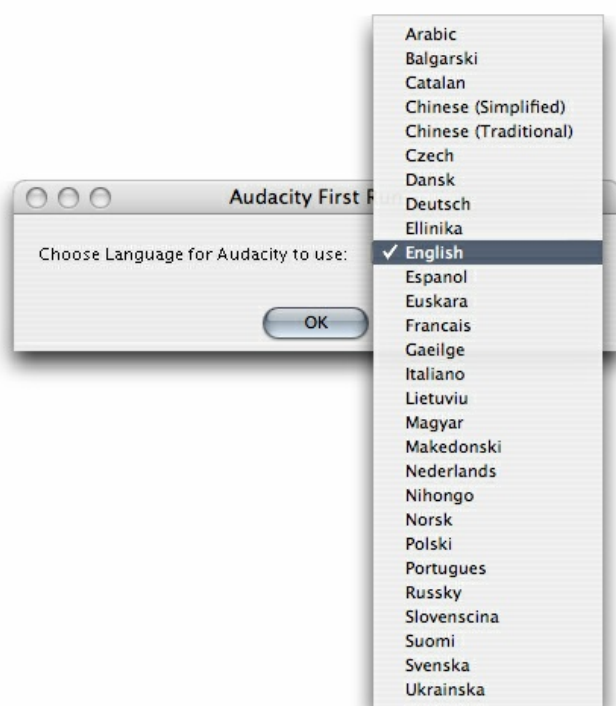 Audacity First Run
Choose Language for Audacity to use:
OK
Arabic
Balgarski
Catalan
Chinese (Simplified)
Chinese (Traditional)
Czech
Dansk
Deutsch
Ellinika
✓ English
Espanol
Euskara
Francais
Gaeilge
Italiano
Lietuviu
Magyar
Makedonski
Nederlands
Nihongo
Norsk
Polski
Portugues
Russky
Slovenscina
Suomi
Svenska
Ukrainska